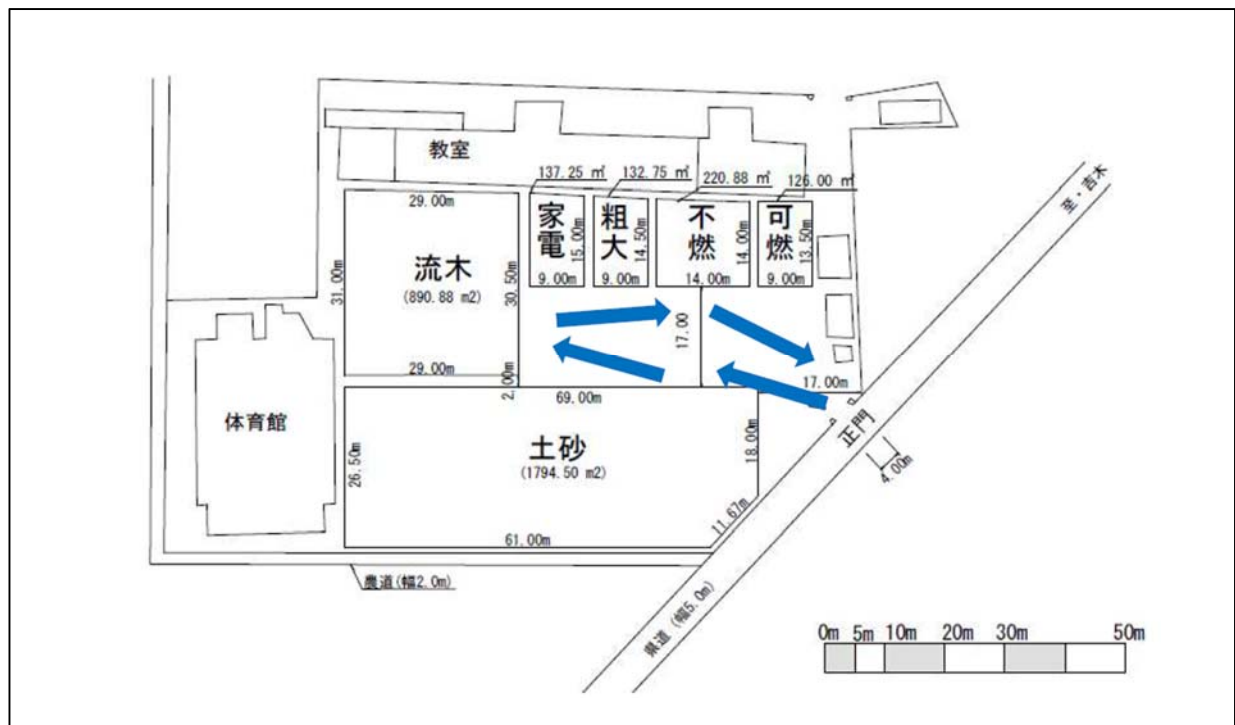 教室
137.25 ㎡
132.75 ㎡
220.88 ㎡
126.00 ㎡
至・吉木
29.00m
家電
15.00m
9.00m
粗大
14.50m
9.00m
不燃
14.00m
14.00m
可燃
13.50m
9.00m
流木
(890.88 m2)
31.00m
30.50m
29.00m
2.00m
17.00
17.00m
69.00m
体育館
土砂
(1794.50 m2)
26.50m
18.00m
11.67m
61.00m
正門
4.00m
農道(幅2.0m)
県道(幅5.0m)
0m 5m 10m 20m 30m 50m